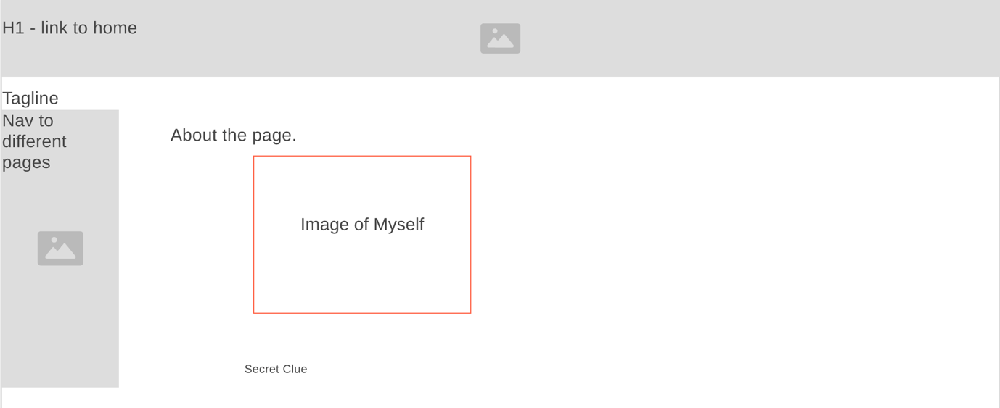 H1 - link to home
Tagline
Nav to
different
pages
About the page.
Image of Myself
Secret Clue